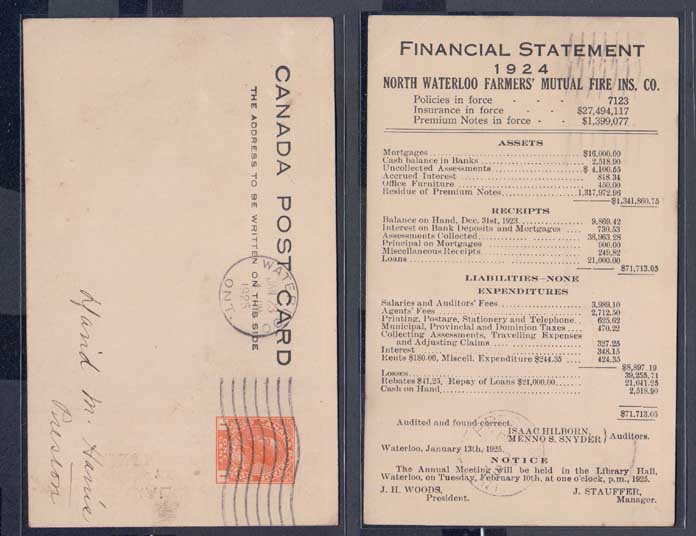 CANADA POST CARD
THE ADDRESS TO BE WRITTEN ON THIS SIDE
WATERLOO
1925
ONT.
David M. Harris
Preston
1 CENT 1
FINANCIAL STATEMENT
1924
NORTH WATERLOO FARMERS' MUTUAL FIRE INS. CO.
Policies in force - - - 7123
Insurance in force - - $27,494,117
Premium Notes in force - - $1,399,077
ASSETS
Mortgages $16,000.00
Cash balance in Banks 2,518.90
Uncollected Assessments $ 4,100.55
Accrued Interest 818.34
Office Furniture 450.00
Residue of Premium Notes 1,317,972.96
$1,341,860.75
RECEIPTS
Balance on Hand, Dec. 31st, 1923 9,869.42
Interest on Bank Deposits and Mortgages 730.53
Assessments Collected 38,963.28
Principal on Mortgages 900.00
Miscellaneous Receipts 249.82
Loans 21,000.00
$71,713.05
LIABILITIES—NONE
EXPENDITURES
Salaries and Auditors' Fees 3,989.10
Agents' Fees 2,712.50
Printing, Postage, Stationery and Telephone 625.62
Municipal, Provincial and Dominion Taxes 470.22
Collecting Assessments, Travelling Expenses
and Adjusting Claims 327.25
Interest 348.15
Rents $180.00, Miscell. Expenditure $244.35 424.35
$8,897.19
Losses 39,255.71
Rebates $41.25, Repay of Loans $21,000.00 21,041.25
Cash on Hand 2,518.90
$71,713.05
Audited and found correct.
ISAAC HILBORN,
MENNO S. SNYDER } Auditors.
Waterloo, January 13th, 1925.
NOTICE
The Annual Meeting will be held in the Library Hall,
Waterloo, on Tuesday, February 10th, at one o'clock, p.m., 1925.
J. H. WOODS, J. STAUFFER,
President. Manager.